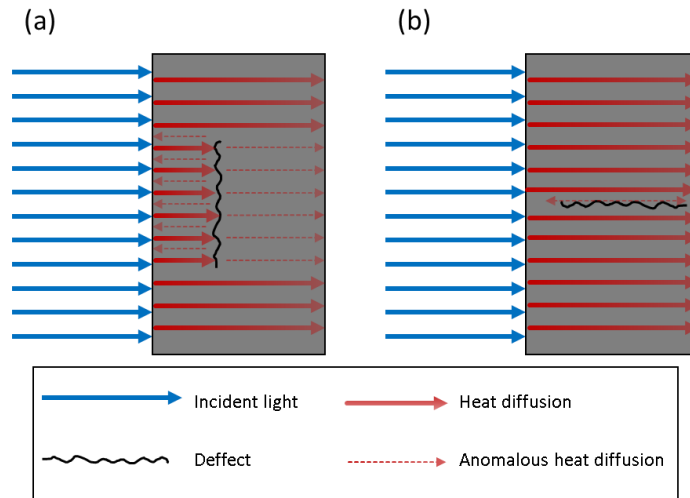 (a)
(b)
Incident light
Heat diffusion
Deffect
Anomalous heat diffusion